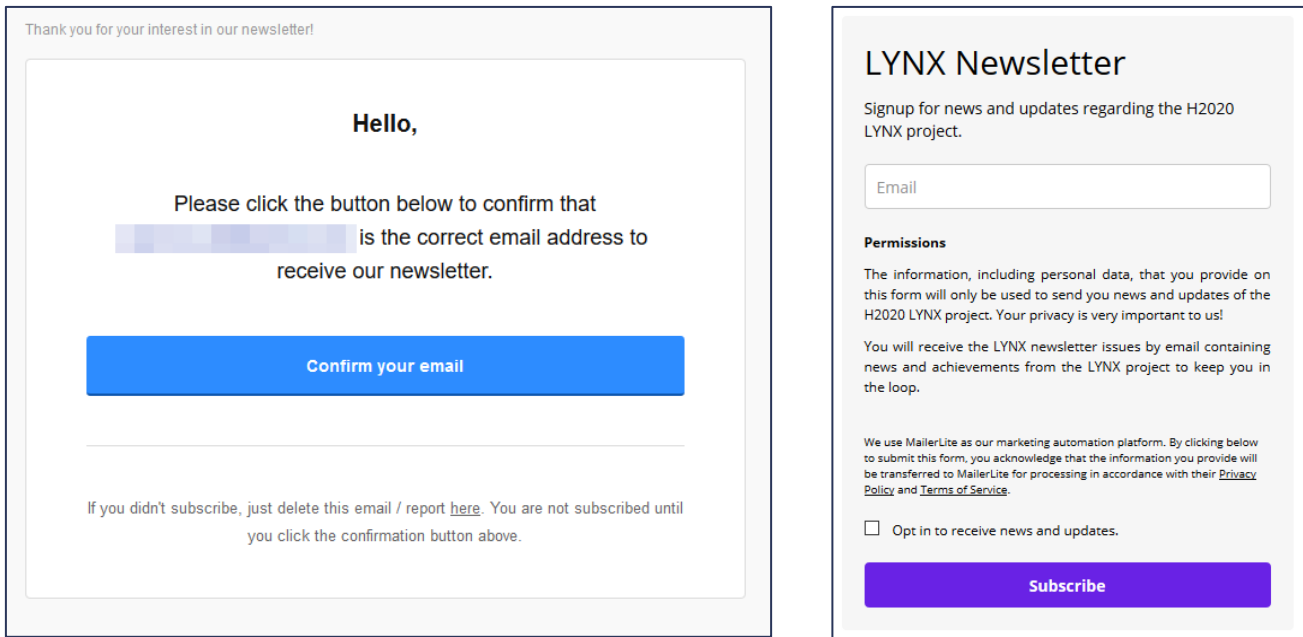 Thank you for your interest in our newsletter!
Hello,
Please click the button below to confirm that
is the correct email address to
receive our newsletter.
Confirm your email
If you didn't subscribe, just delete this email / report here. You are not subscribed until
you click the confirmation button above.
LYNX Newsletter
Signup for news and updates regarding the H2020
LYNX project.
Email
Permissions
The information, including personal data, that you provide on
this form will only be used to send you news and updates of the
H2020 LYNX project. Your privacy is very important to us!
You will receive the LYNX newsletter issues by email containing
news and achievements from the LYNX project to keep you in
the loop.
We use MailerLite as our marketing automation platform. By clicking below
to submit this form, you acknowledge that the information you provide will
be transferred to MailerLite for processing in accordance with their Privacy
Policy and Terms of Service.
Opt in to receive news and updates.
Subscribe